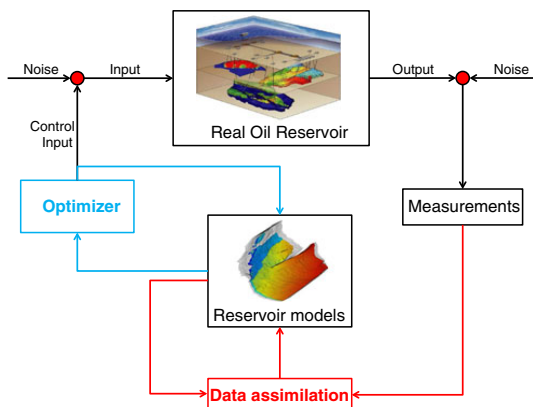 Noise
Input
Output
Noise
Real Oil Reservoir
Control
Input
Optimizer
Measurements
Reservoir models
Data assimilation